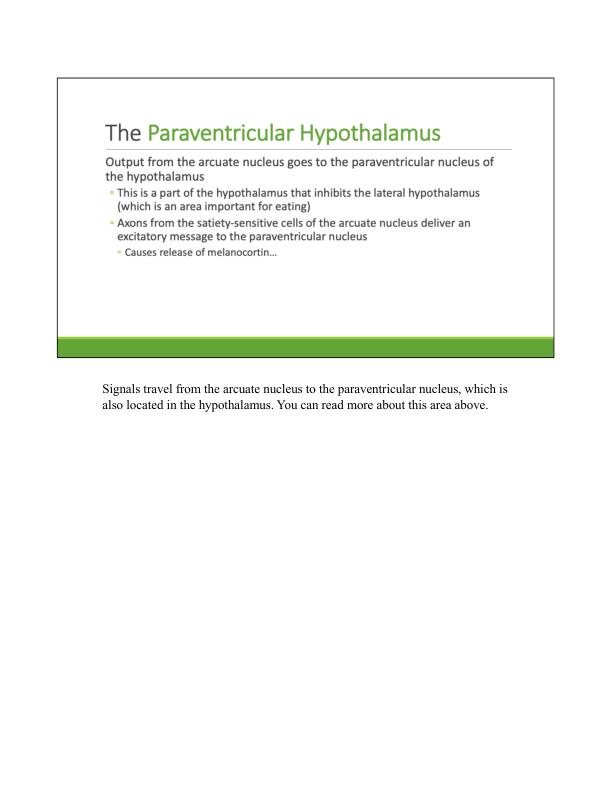 The Paraventricular Hypothalamus
Output from the arcuate nucleus goes to the paraventricular nucleus of
the hypothalamus
▫ This is a part of the hypothalamus that inhibits the lateral hypothalamus
(which is an area important for eating)
▫ Axons from the satiety-sensitive cells of the arcuate nucleus deliver an
excitatory message to the paraventricular nucleus
▫ Causes release of melanocortin…
Signals travel from the arcuate nucleus to the paraventricular nucleus, which is
also located in the hypothalamus. You can read more about this area above.